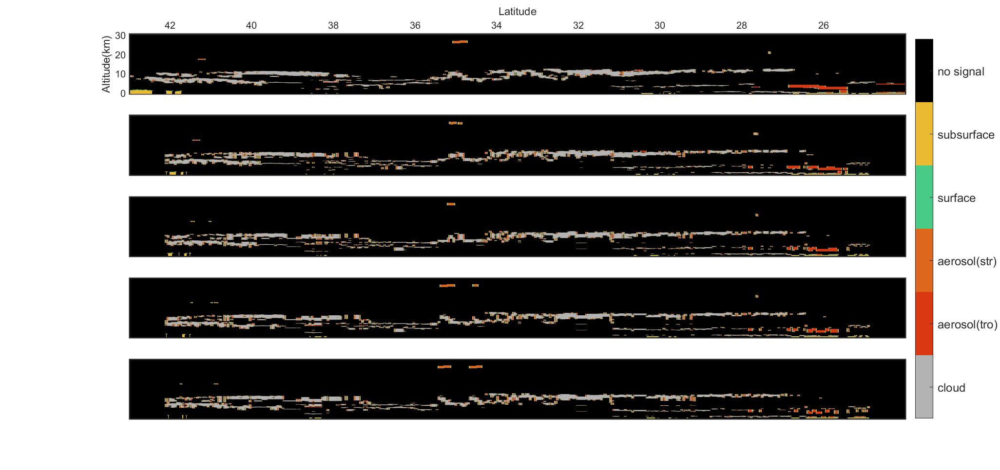 Latitude
42 40 38 36 34 32 30 28 26
Altitude(km)
30
20
10
0
no signal
subsurface
surface
aerosol(str)
aerosol(tro)
cloud